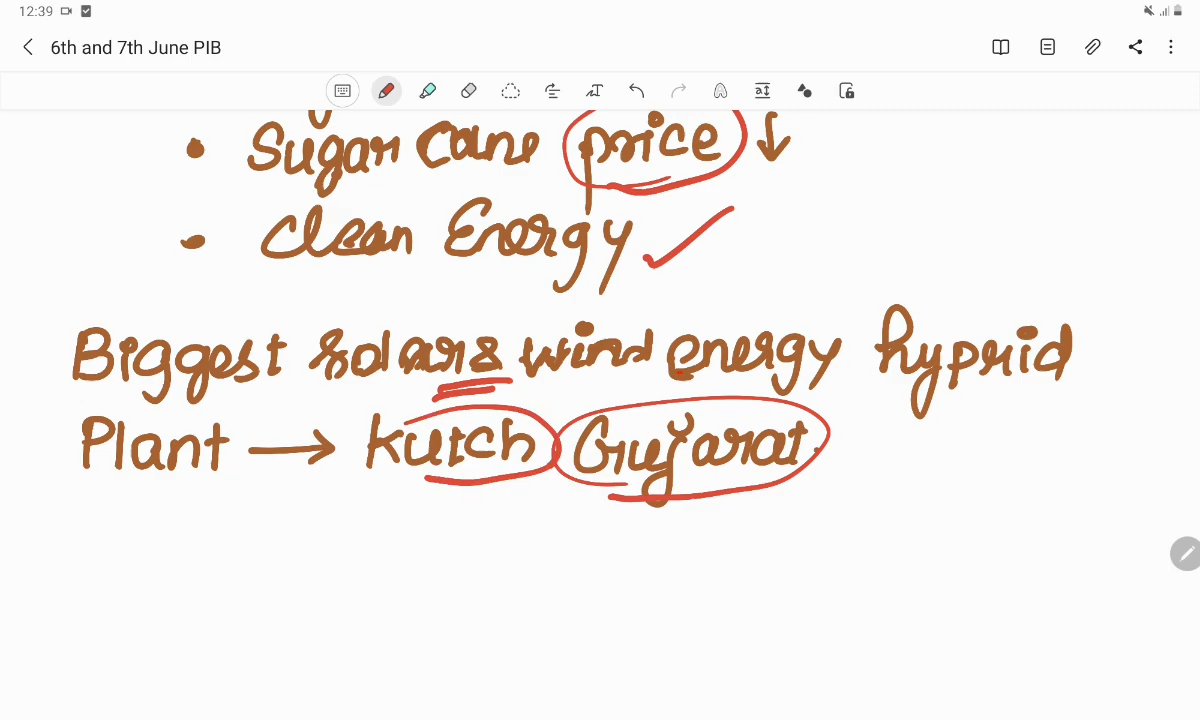 12:39
6th and 7th June PIB
• Sugar Cane price ↓
• Clean Energy ✓
Biggest solars wind energy hyprid
Plant → Kutch Gujarat